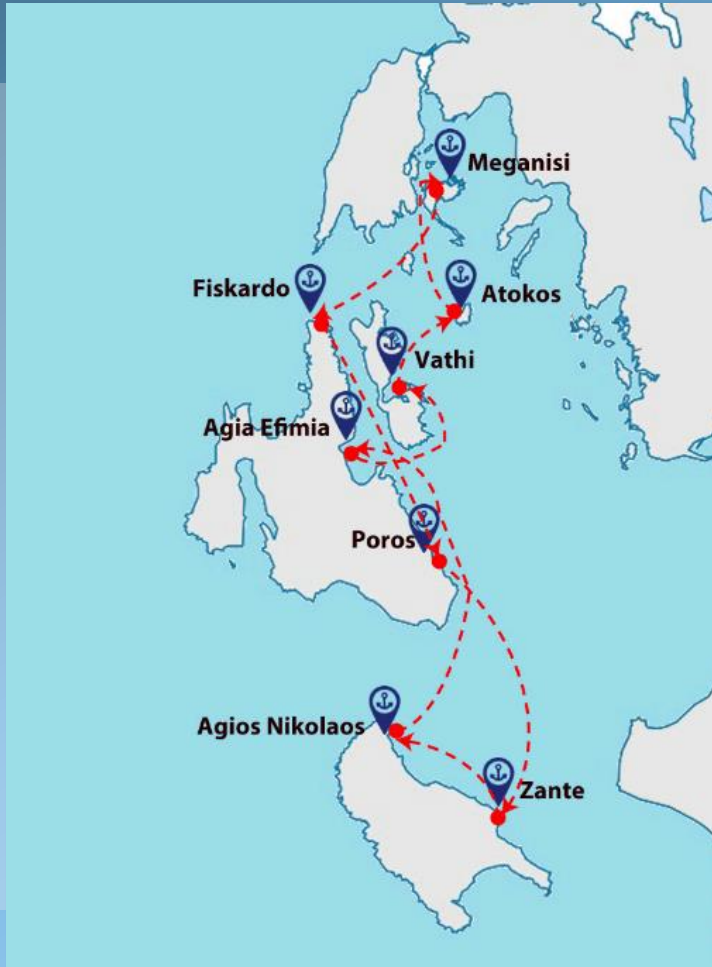 Meganisi
Fiskardo
Atokos
Vathi
Agia Efimia
Poros
Agios Nikolaos
Zante